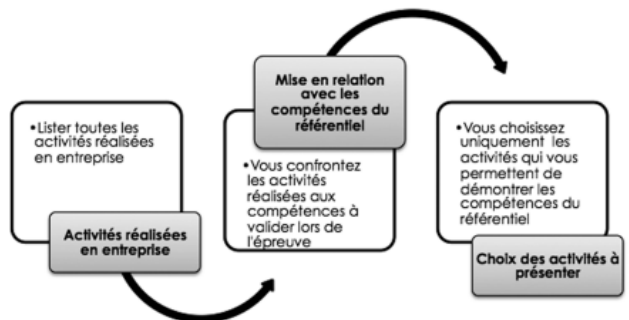 •Lister toutes les
activités réalisées
en entreprise
Activités réalisées
en entreprise
Mise en relation
avec les
compétences du
référentiel
•Vous confrontez
les activités
réalisées aux
compétences à
valider lors de
l'épreuve
•Vous choisissez
uniquement les
activités qui vous
permettent de
démontrer les
compétences du
référentiel
Choix des activités à
présenter